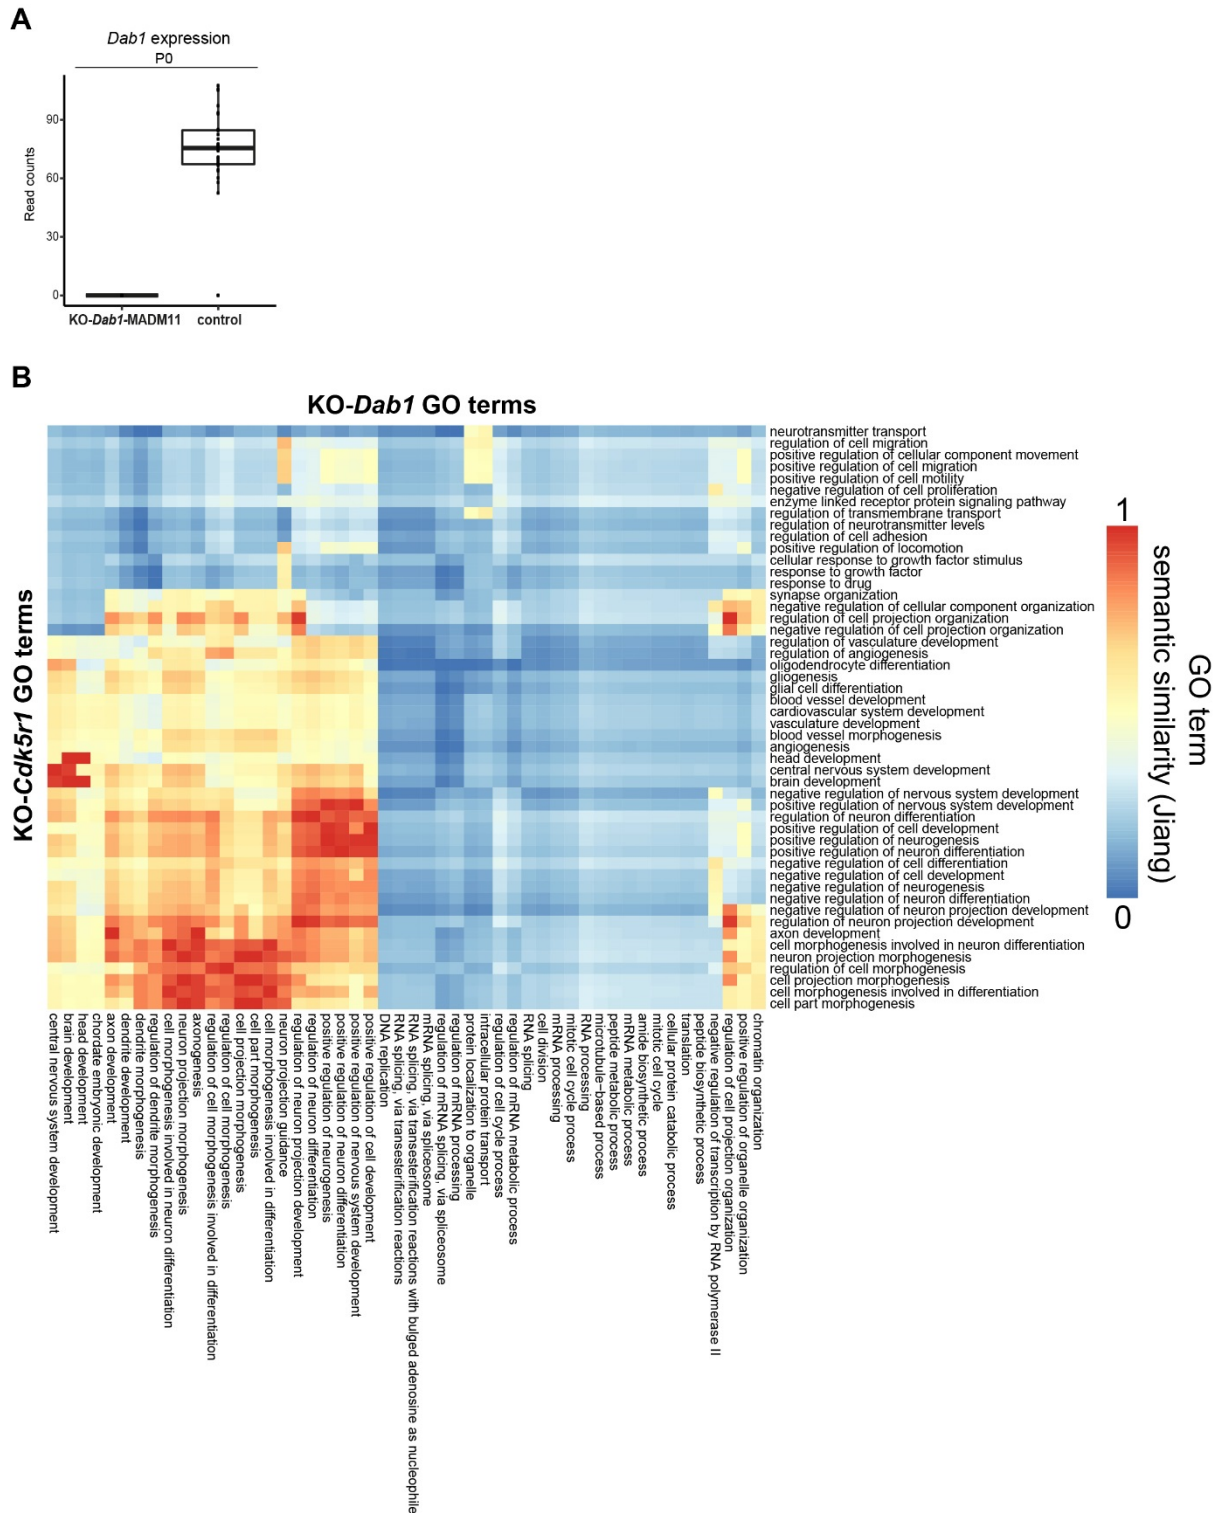 A
Dab1 expression
P0
Read counts
90
60
30
0
KO-Dab1-MADM11
control
B
KO-Dab1 GO terms
KO-Cdk5r1 GO terms
neurotransmitter transport
regulation of cell migration
positive regulation of cellular component movement
positive regulation of cell migration
positive regulation of cell motility
negative regulation of cell proliferation
enzyme linked receptor protein signaling pathway
regulation of transmembrane transport
regulation of neurotransmitter levels
regulation of cell adhesion
positive regulation of locomotion
cellular response to growth factor stimulus
response to growth factor
response to drug
synapse organization
negative regulation of cellular component organization
regulation of cell projection organization
negative regulation of cell projection organization
regulation of vasculature development
regulation of angiogenesis
oligodendrocyte differentiation
gliogenesis
glial cell differentiation
blood vessel development
cardiovascular system development
vasculature development
blood vessel morphogenesis
angiogenesis
head development
central nervous system development
brain development
negative regulation of nervous system development
positive regulation of nervous system development
regulation of neuron differentiation
positive regulation of cell development
positive regulation of neurogenesis
positive regulation of neuron differentiation
negative regulation of cell differentiation
negative regulation of cell development
negative regulation of neurogenesis
negative regulation of neuron differentiation
negative regulation of neuron projection development
regulation of neuron projection development
axon development
cell morphogenesis involved in neuron differentiation
neuron projection morphogenesis
regulation of cell morphogenesis
cell projection morphogenesis
cell morphogenesis involved in differentiation
cell part morphogenesis
central nervous system development
brain development
head development
chordate embryonic development
axon development
dendrite development
dendrite morphogenesis
regulation of dendrite morphogenesis
cell morphogenesis involved in neuron differentiation
neuron projection morphogenesis
axonogenesis
regulation of cell morphogenesis involved in differentiation
regulation of cell morphogenesis
cell projection morphogenesis
cell part morphogenesis
cell morphogenesis involved in differentiation
neuron projection guidance
regulation of neuron projection development
regulation of neuron differentiation
positive regulation of neurogenesis
positive regulation of neuron differentiation
positive regulation of nervous system development
positive regulation of cell development
DNA replication
RNA splicing, via transesterification reactions
RNA splicing, via transesterification reactions with bulged adenosine as nucleophile
mRNA splicing, via spliceosome
regulation of mRNA splicing, via spliceosome
regulation of mRNA processing
protein localization to organelle
intracellular protein transport
regulation of cell cycle process
regulation of mRNA metabolic process
RNA splicing
cell division
mRNA processing
mitotic cell cycle process
RNA processing
microtubule-based process
peptide metabolic process
mRNA metabolic process
amide biosynthetic process
mitotic cell cycle
cellular protein catabolic process
translation
peptide biosynthetic process
negative regulation of transcription by RNA polymerase II
regulation of cell projection organization
positive regulation of organelle organization
chromatin organization
1
0
GO term
semantic similarity (Jiang)